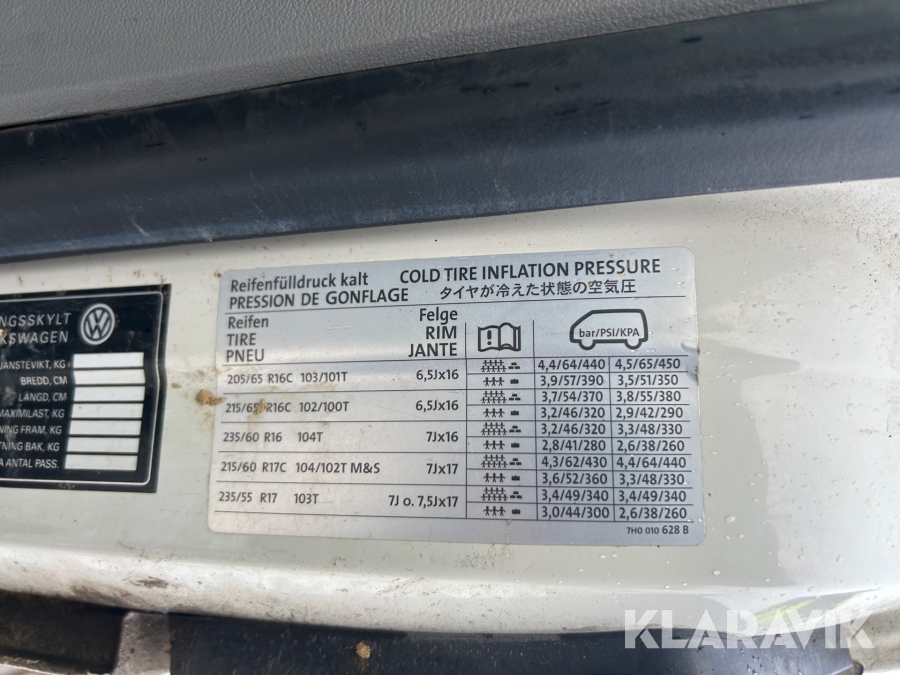 Reifenfülldruck kalt COLD TIRE INFLATION PRESSURE
PRESSION DE GONFLAGE タイヤが冷えた状態の空気圧
Reifen Felge
TIRE RIM bar/PSI/KPA
PNEU JANTE
205/65 R16C 103/101T 6,5Jx16 4,4/64/440 4,5/65/450
3,9/57/390 3,5/51/350
215/65 R16C 102/100T 6,5Jx16 3,7/54/370 3,8/55/380
3,2/46/320 2,9/42/290
235/60 R16 104T 7Jx16 3,2/46/320 3,3/48/330
2,8/41/280 2,6/38/260
215/60 R17C 104/102T M&S 7Jx17 4,3/62/430 4,4/64/440
3,6/52/360 3,3/48/330
235/55 R17 103T 7J o. 7,5Jx17 3,4/49/340 3,4/49/340
3,0/44/300 2,6/38/260
7H0 010 628 B
NGSSKYLT
KSWAGEN
JANSTEVIKT, KG
BREDD, CM
LÄNGD, CM
MAXIMILAST, KG
NING FRAM, KG
TNING BAK, KG
A ANTAL PASS.
KLARAVIK